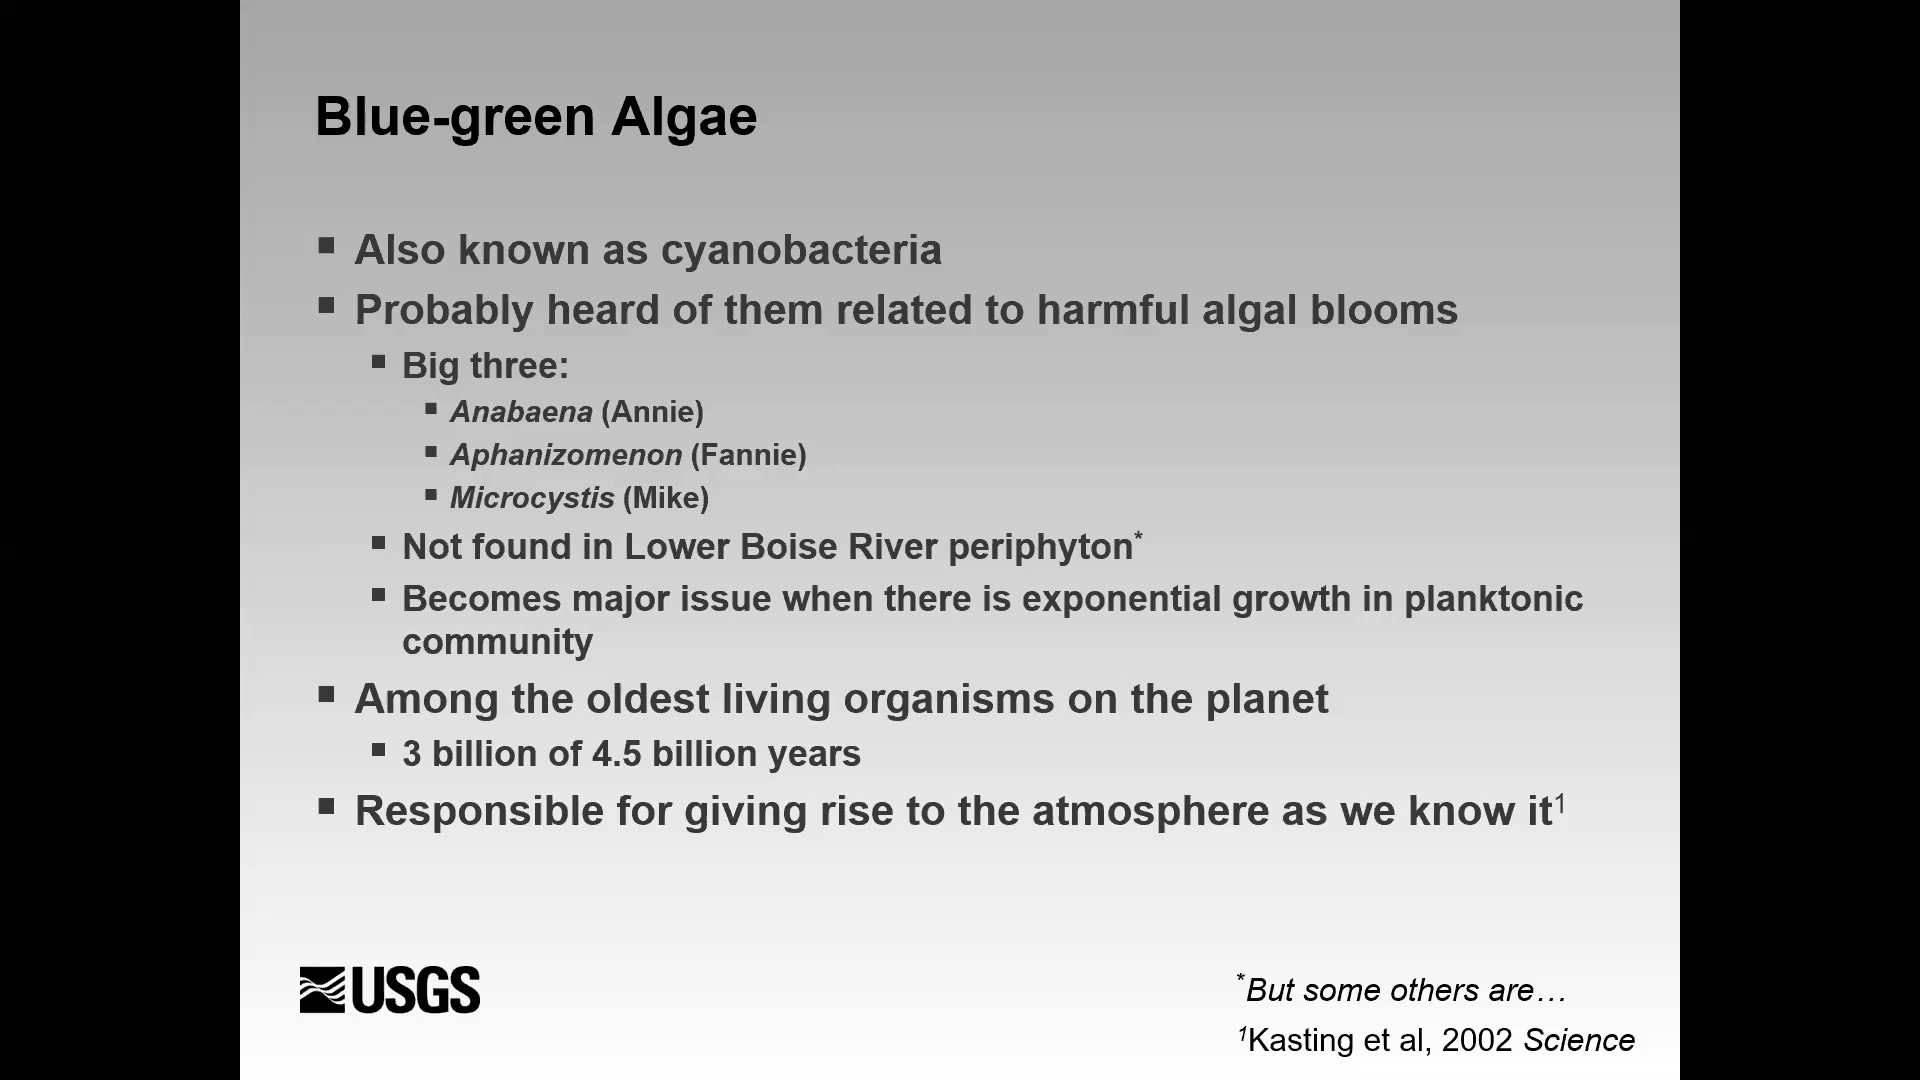 Blue-green Algae
▪ Also known as cyanobacteria
▪ Probably heard of them related to harmful algal blooms
▪ Big three:
▪ Anabaena (Annie)
▪ Aphanizomenon (Fannie)
▪ Microcystis (Mike)
▪ Not found in Lower Boise River periphyton*
▪ Becomes major issue when there is exponential growth in planktonic
community
▪ Among the oldest living organisms on the planet
▪ 3 billion of 4.5 billion years
▪ Responsible for giving rise to the atmosphere as we know it¹
USGS
*But some others are…
¹Kasting et al, 2002 Science